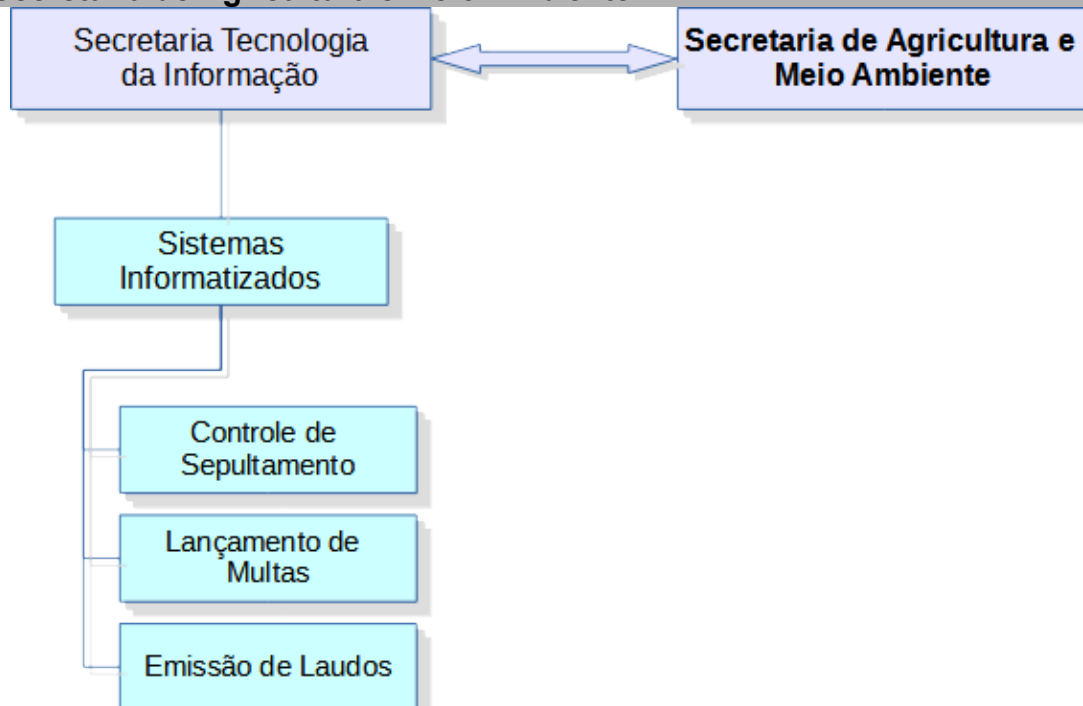 Secretaria Tecnologia
da Informação
Secretaria de Agricultura e
Meio Ambiente
Sistemas
Informatizados
Controle de
Sepultamento
Lançamento de
Multas
Emissão de Laudos